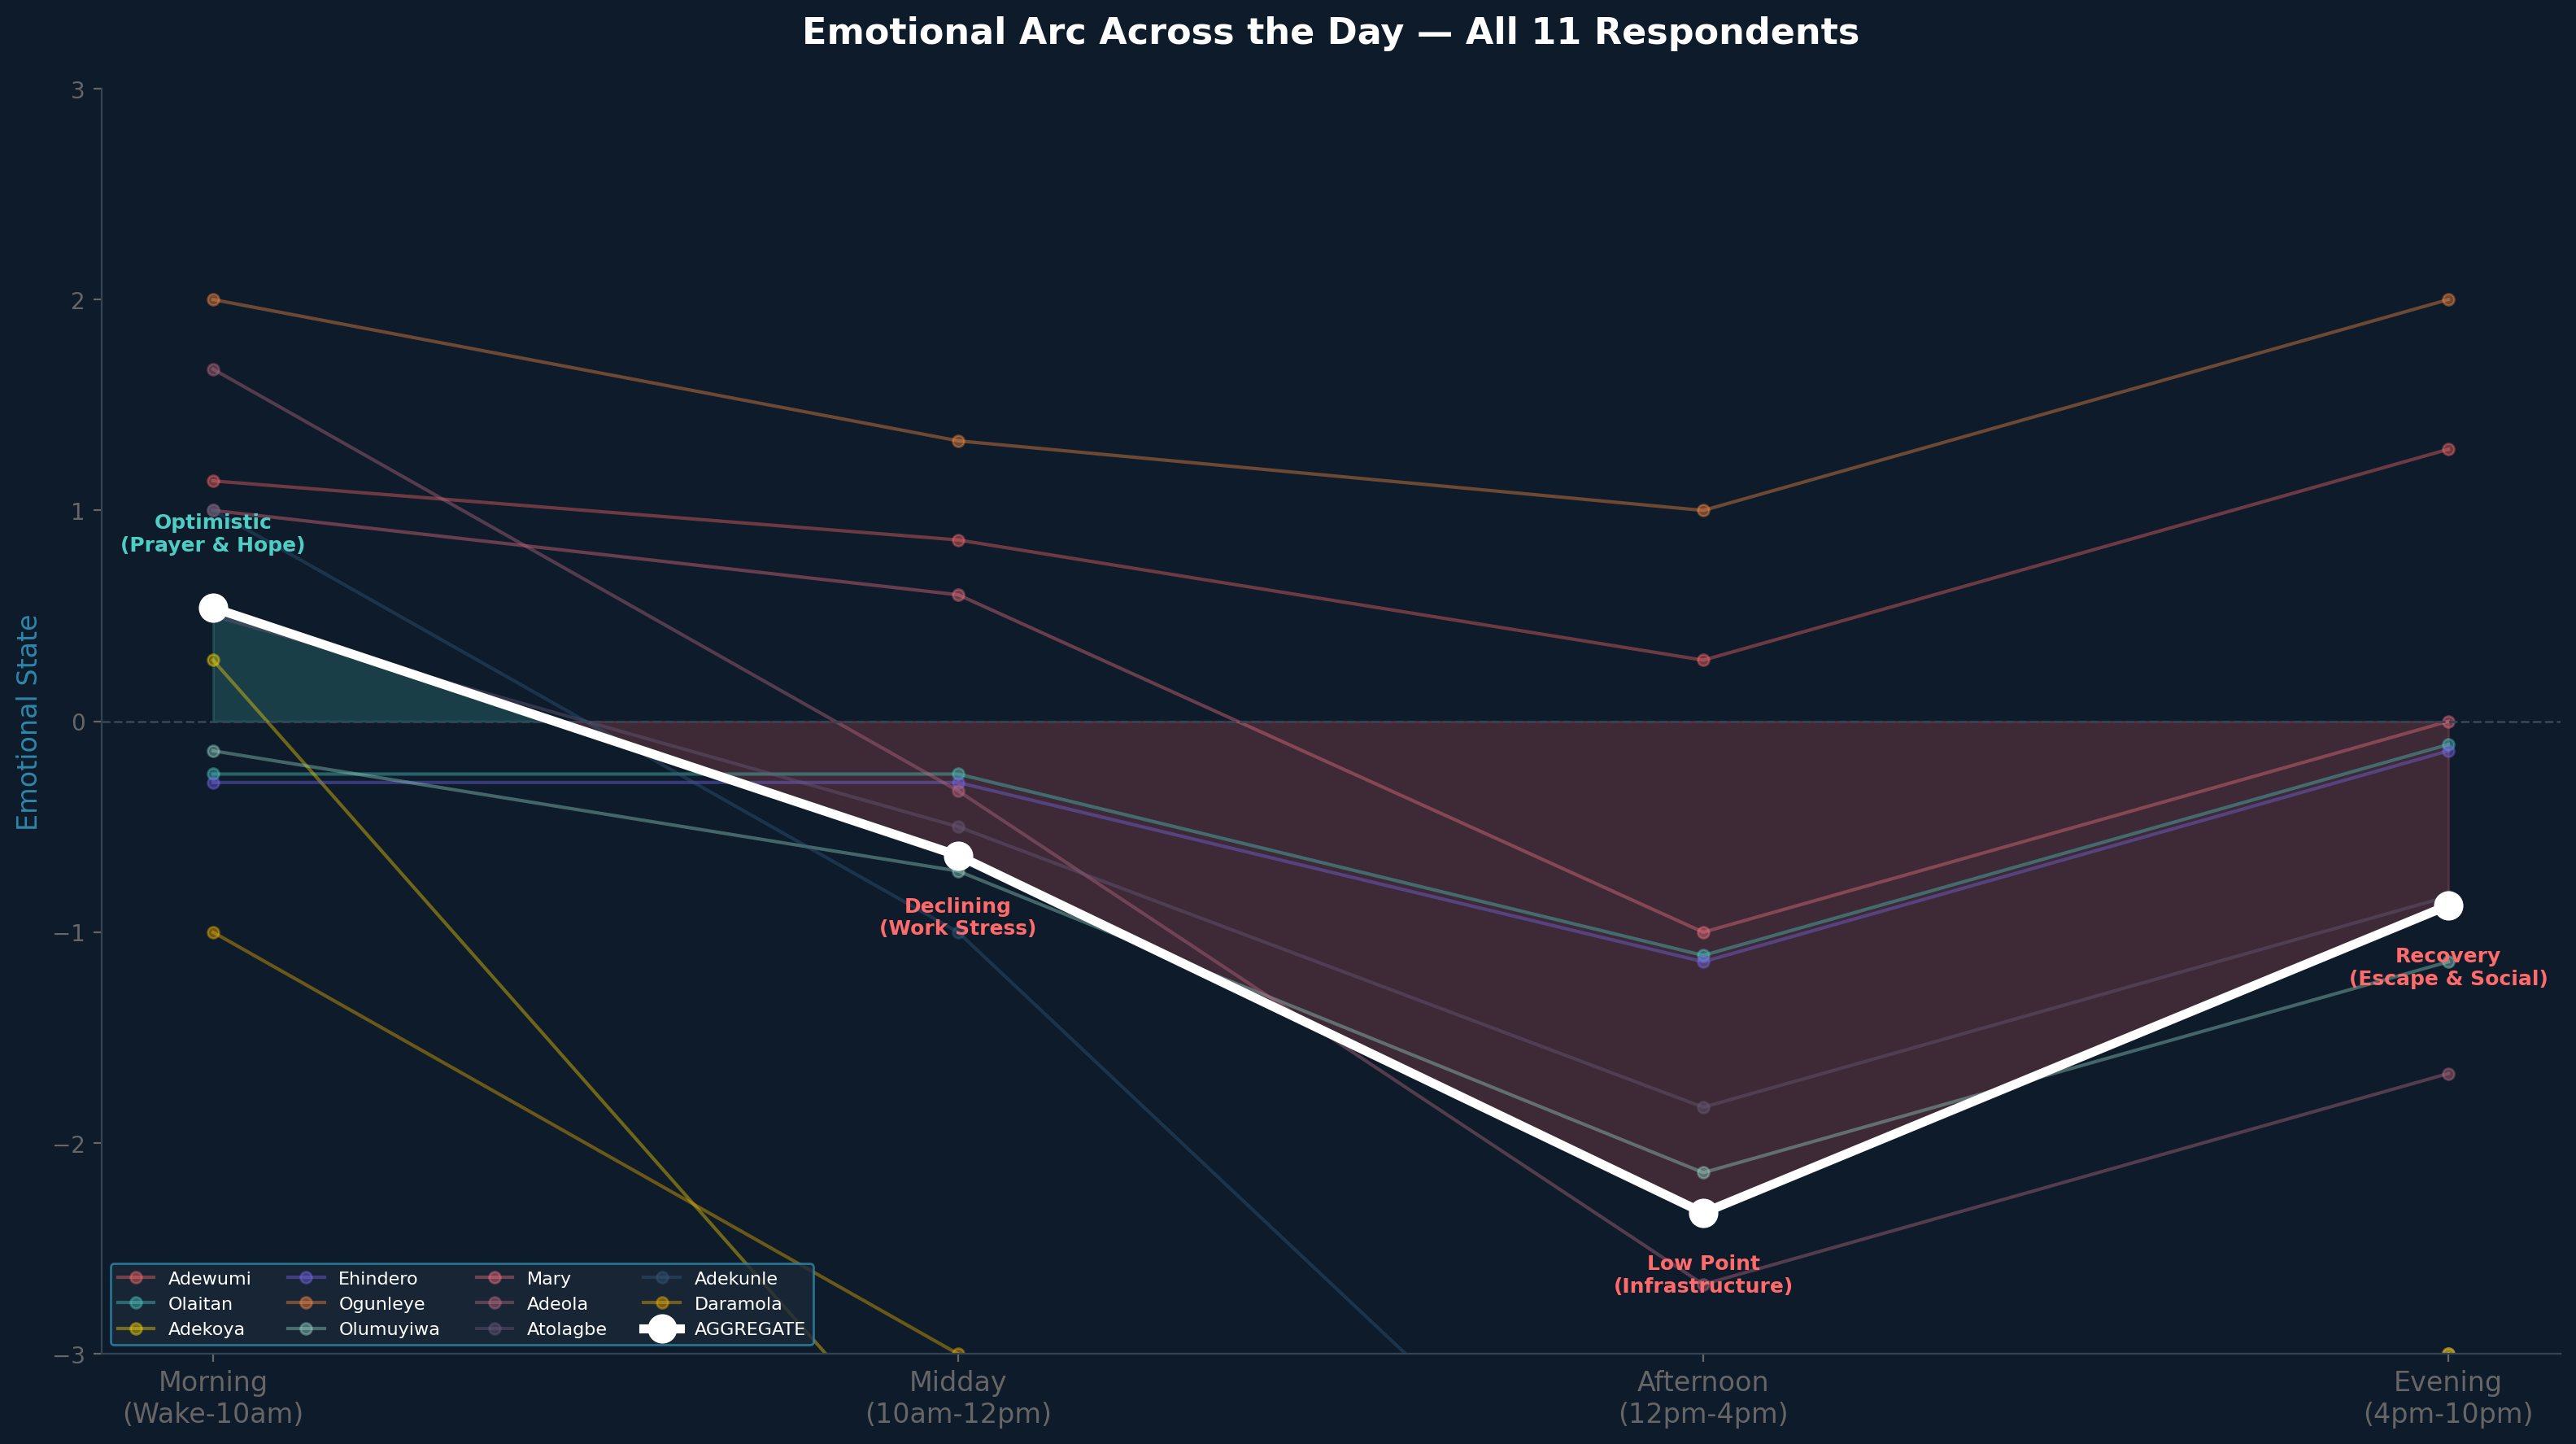 Emotional Arc Across the Day — All 11 Respondents
Emotional State
3
2
1
0
−1
−2
−3
Optimistic
(Prayer & Hope)
Declining
(Work Stress)
Low Point
(Infrastructure)
Recovery
(Escape & Social)
Adewumi
Olaitan
Adekoya
Ehindero
Ogunleye
Olumuyiwa
Mary
Adeola
Atolagbe
Adekunle
Daramola
AGGREGATE
Morning
(Wake-10am)
Midday
(10am-12pm)
Afternoon
(12pm-4pm)
Evening
(4pm-10pm)